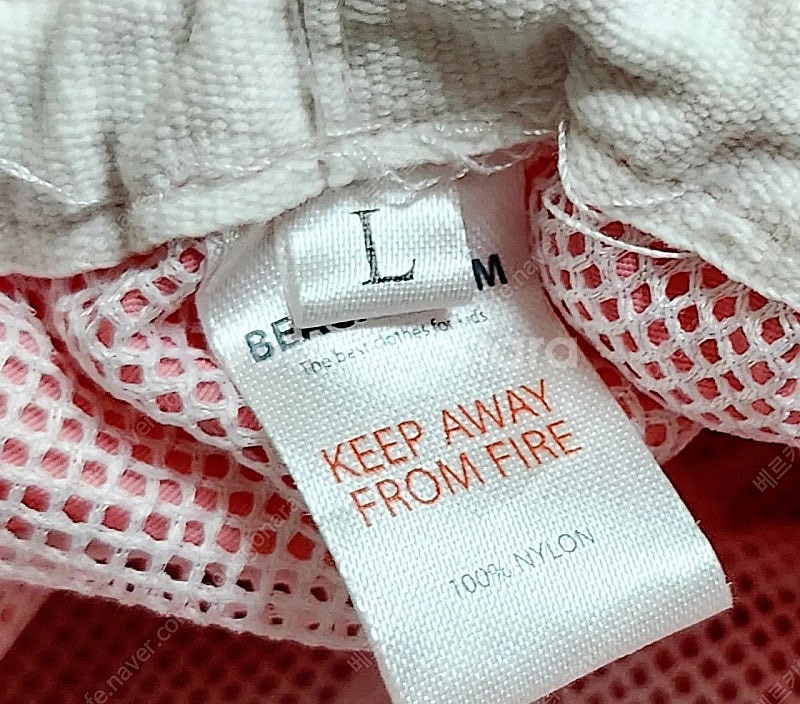 L
M
The best clothes for kids
KEEP AWAY
FROM FIRE
100% NYLON